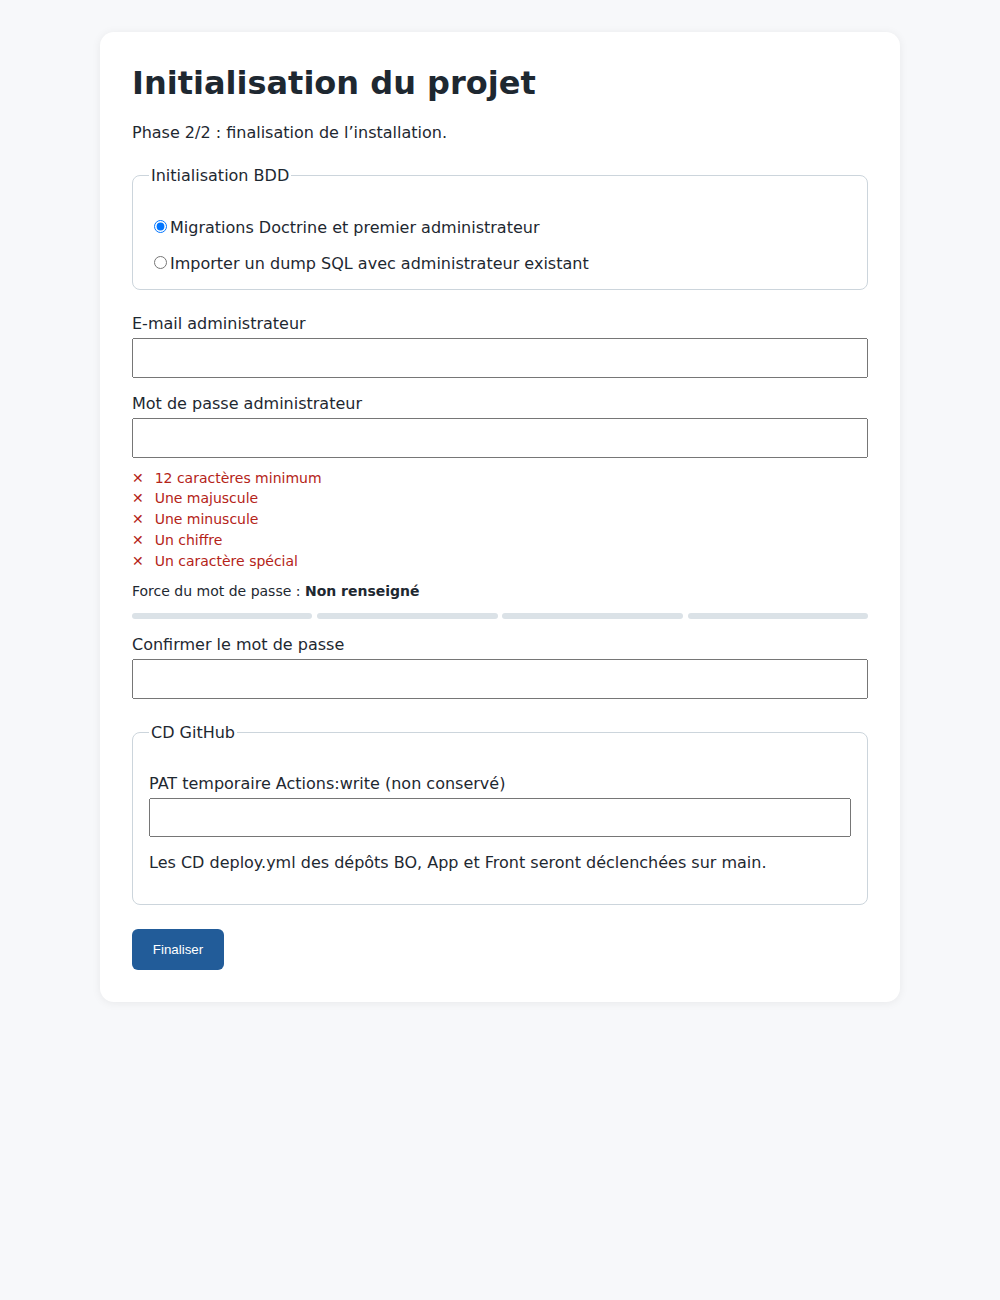 Initialisation du projet
Phase 2/2 : finalisation de l’installation.
Initialisation BDD
Migrations Doctrine et premier administrateur
Importer un dump SQL avec administrateur existant
E-mail administrateur
Mot de passe administrateur
✕ 12 caractères minimum
✕ Une majuscule
✕ Une minuscule
✕ Un chiffre
✕ Un caractère spécial
Force du mot de passe : Non renseigné
Confirmer le mot de passe
CD GitHub
PAT temporaire Actions:write (non conservé)
Les CD deploy.yml des dépôts BO, App et Front seront déclenchées sur main.
Finaliser